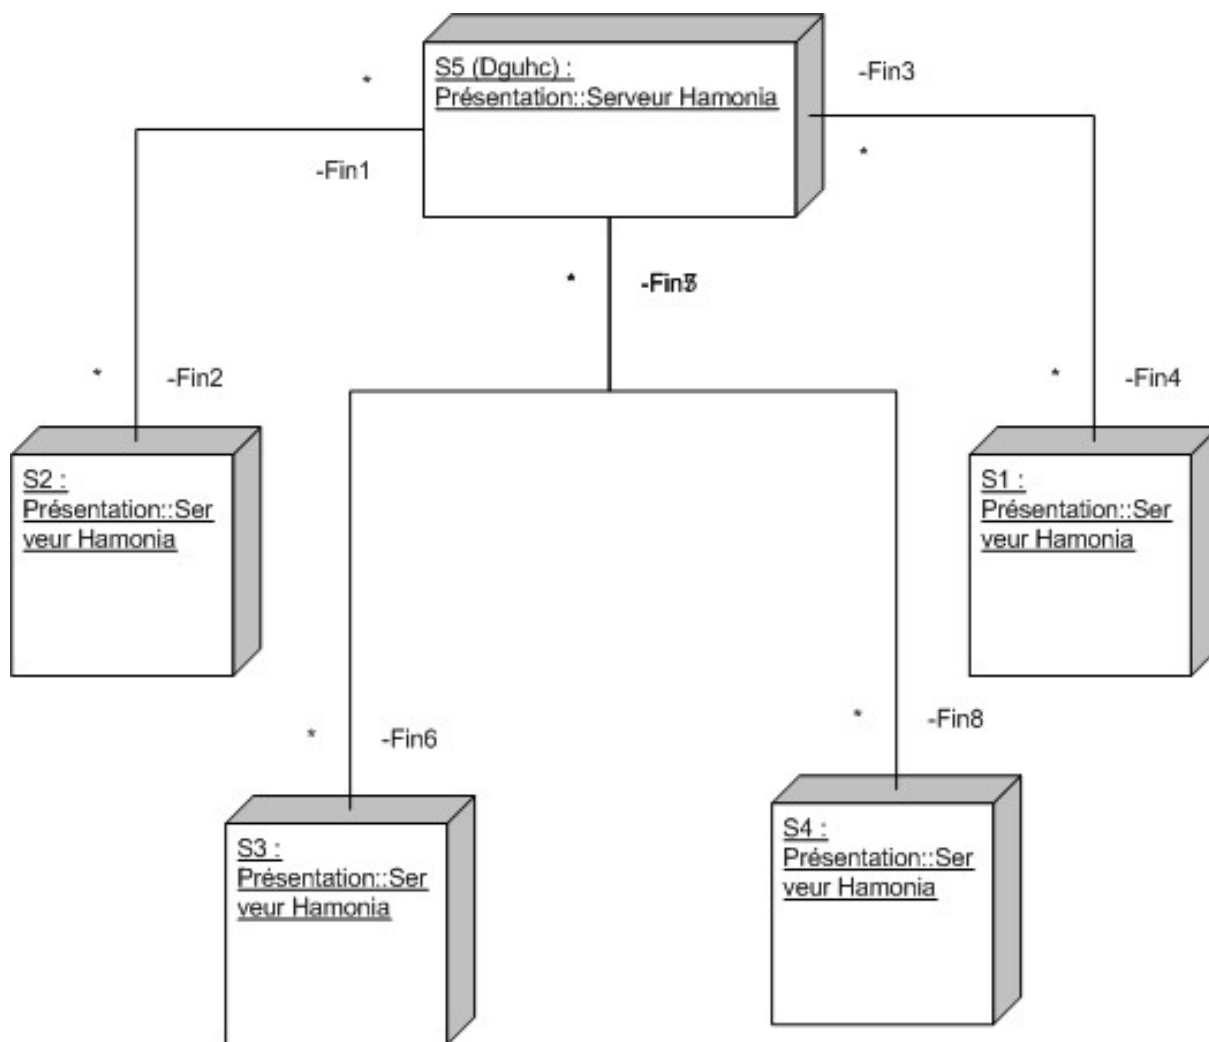 S5 (Dguhc) :
Présentation::Serveur Hamonia
-Fin3
*
*
-Fin1
*
-Fin2
*
-Fin4
*
S2 :
Présentation::Ser
veur Hamonia
S1 :
Présentation::Ser
veur Hamonia
*
-Fin6
*
-Fin8
S3 :
Présentation::Ser
veur Hamonia
S4 :
Présentation::Ser
veur Hamonia